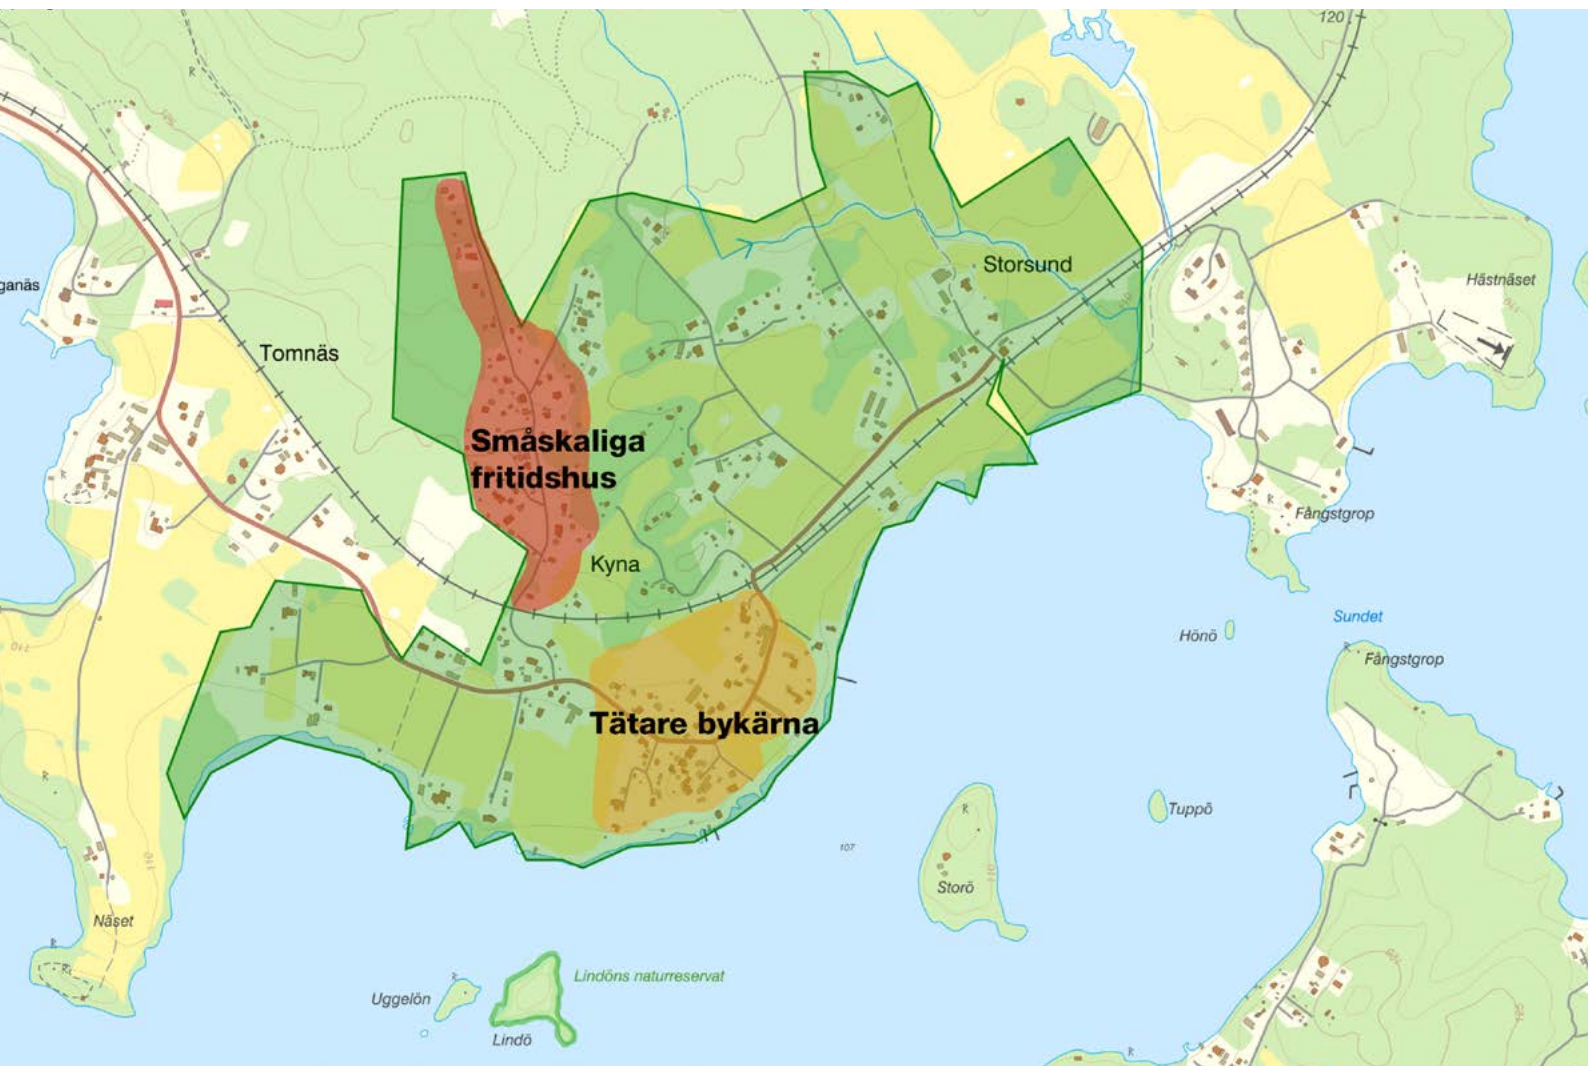 120
Storsund
Hästnäset
ganäs
Tomnäs
Småskaliga
fritidshus
Fångstgrop
Kyna
Sundet
Hönö
Fångstgrop
Tätare bykärna
Tuppö
107
Storö
Näset
Lindöns naturreservat
Uggelön
Lindö